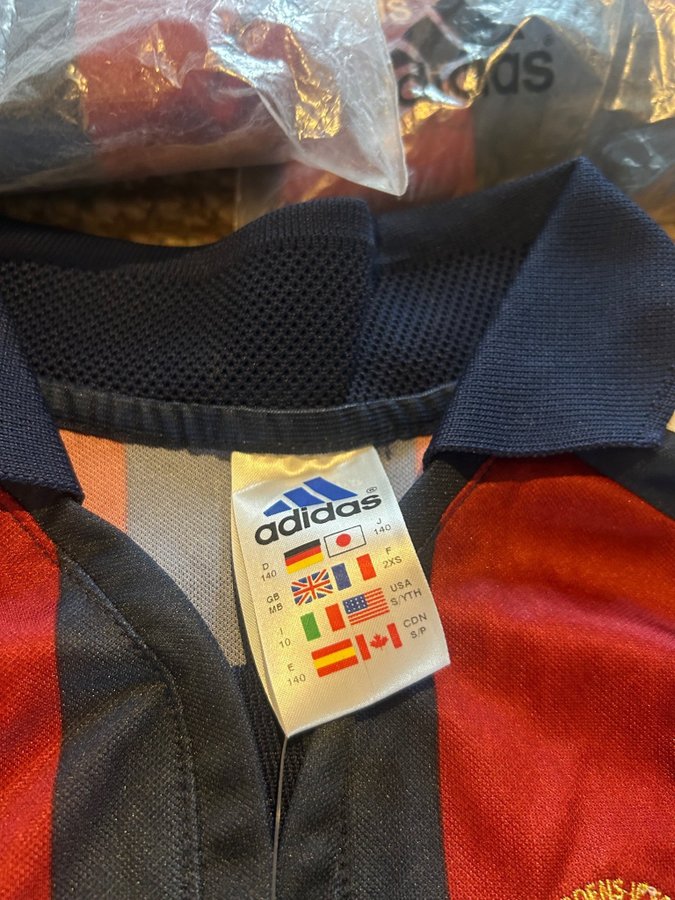 adidas
adidas®
D
140
J
140
GB
MB
F
2XS
I
10
USA
S/YTH
E
140
CDN
S/P